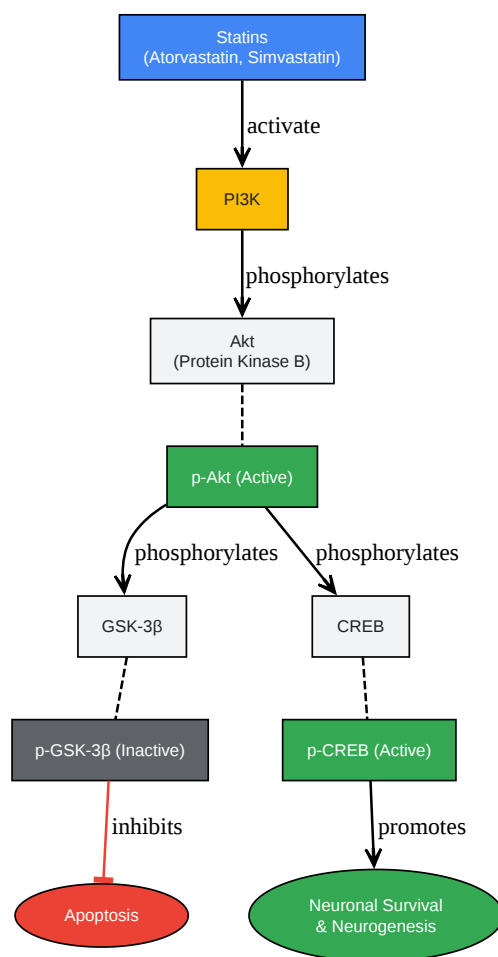 Statins
(Atorvastatin, Simvastatin)
activate
PI3K
phosphorylates
Akt
(Protein Kinase B)
p-Akt (Active)
phosphorylates
phosphorylates
GSK-3β
CREB
p-GSK-3β (Inactive)
p-CREB (Active)
inhibits
promotes
Apoptosis
Neuronal Survival
& Neurogenesis